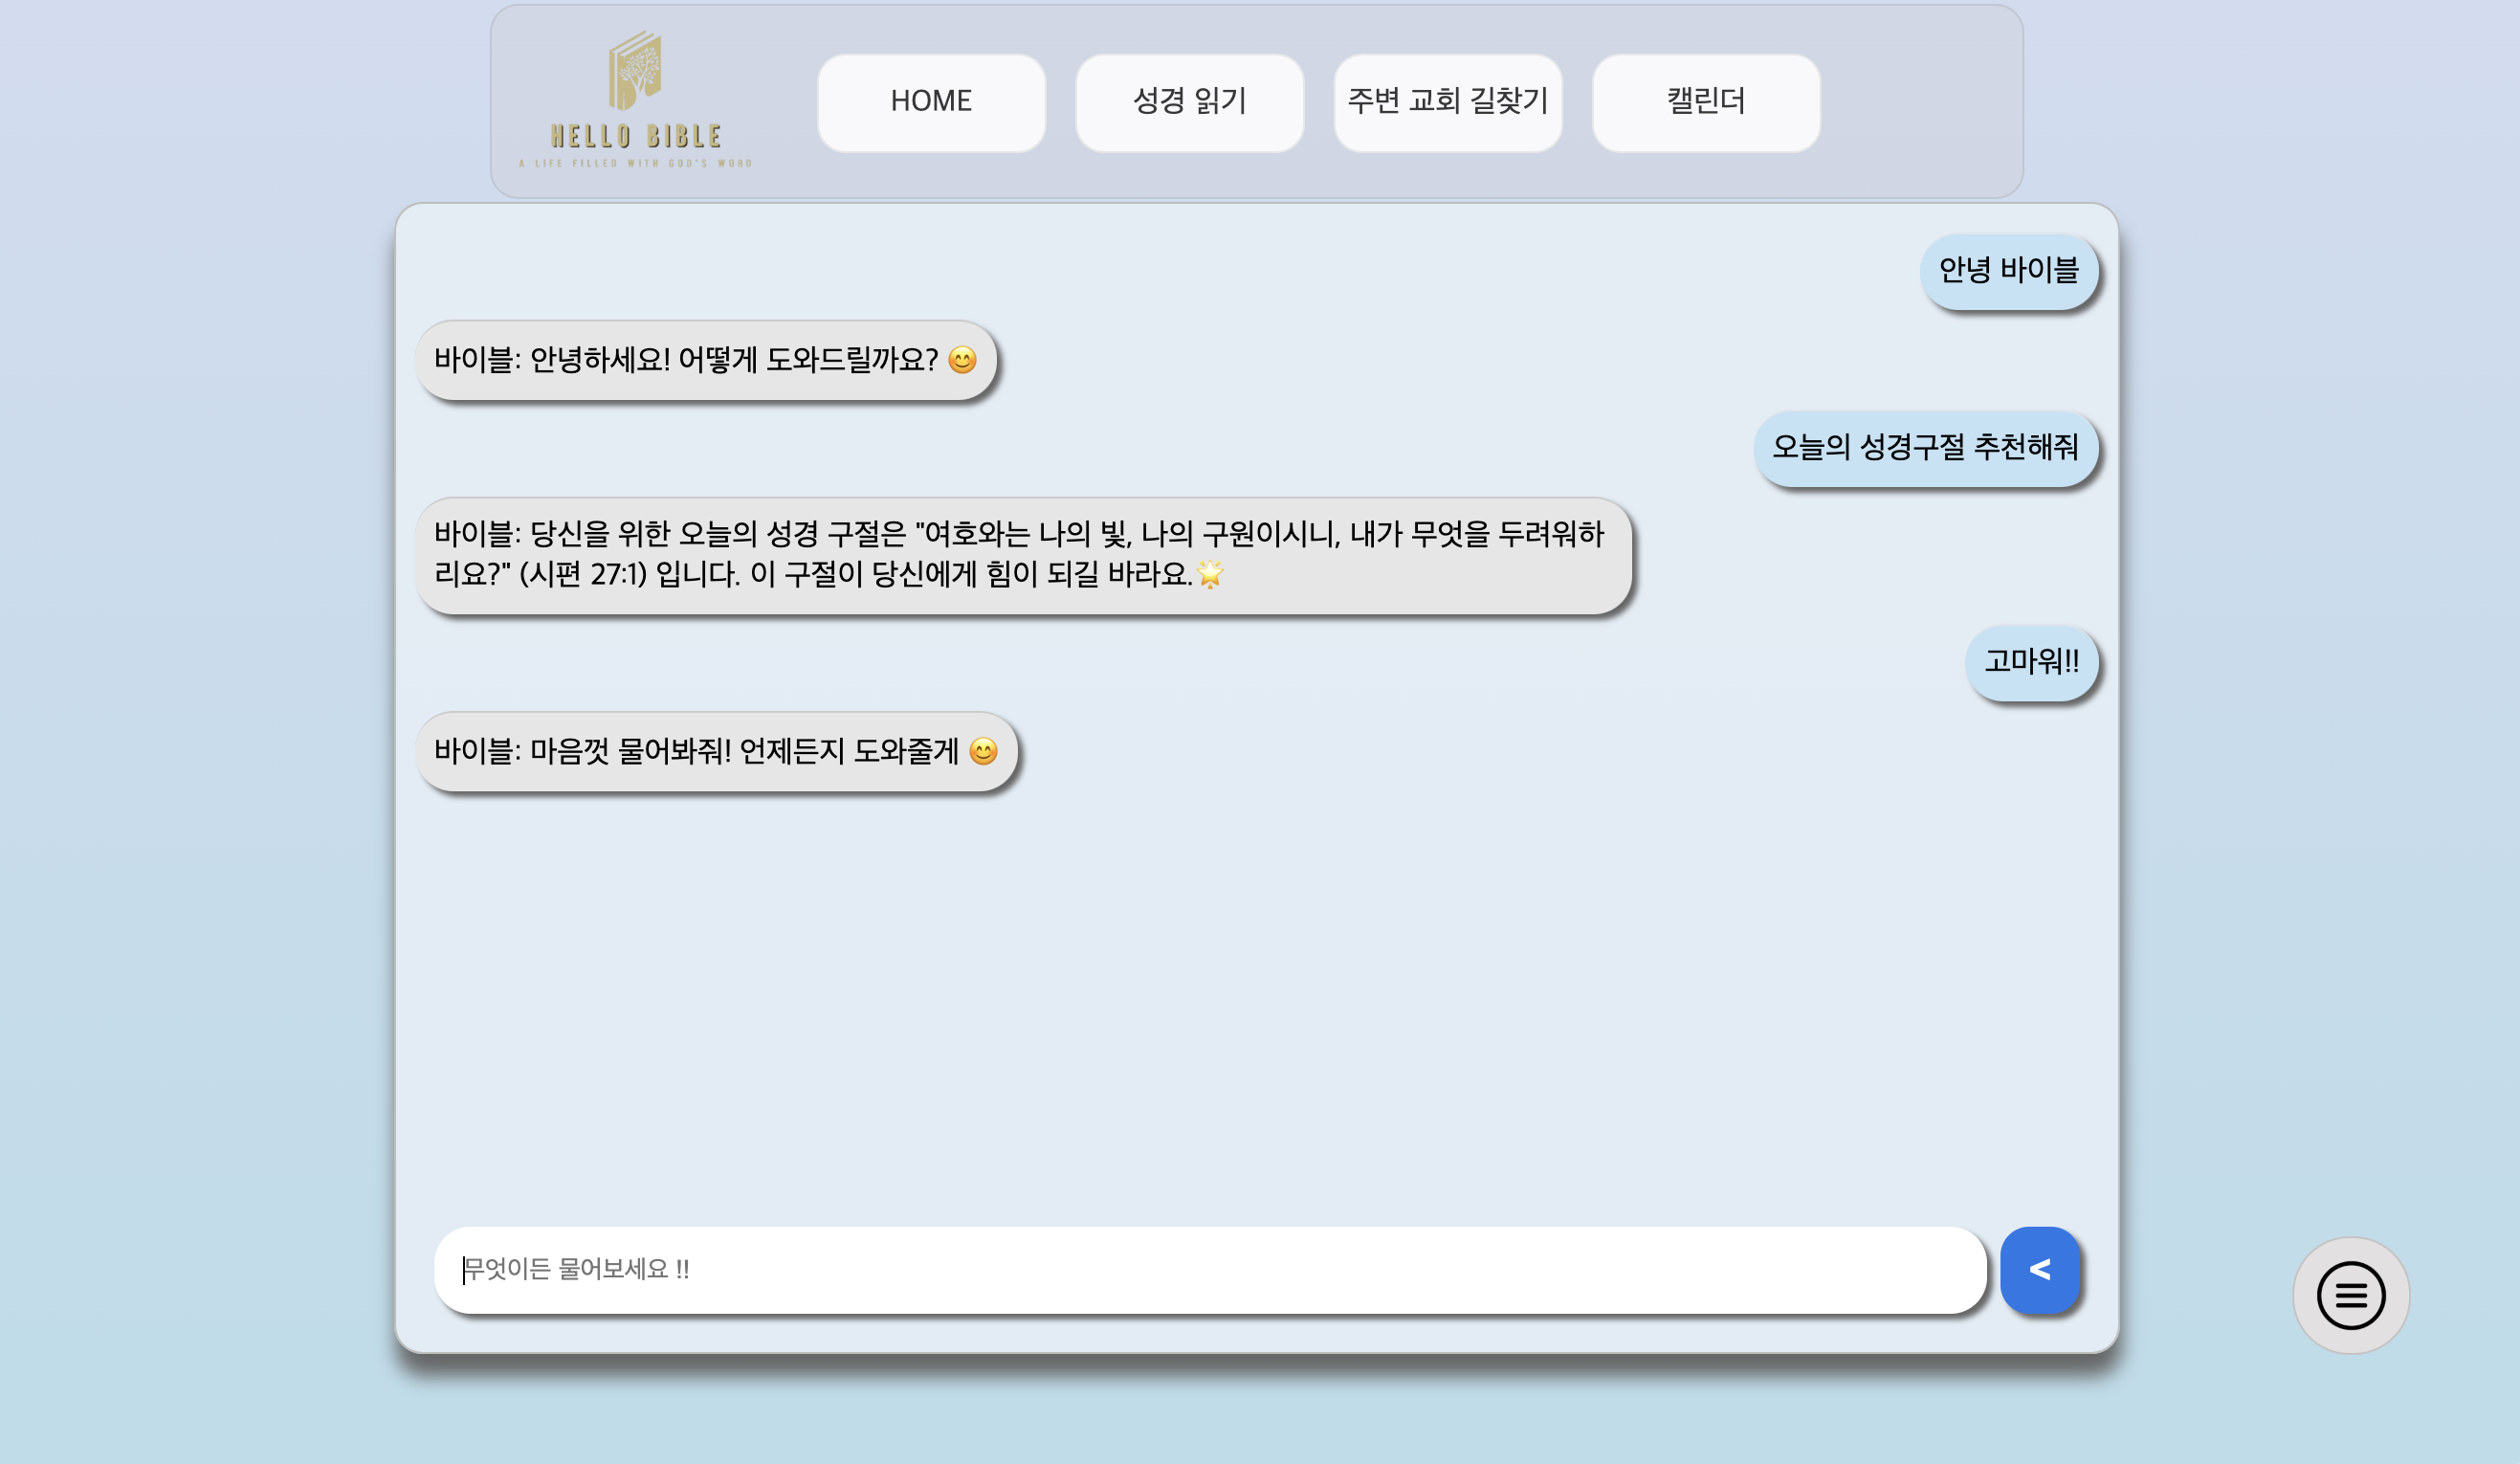 HELLO BIBLE
A LIFE FILLED WITH GOD'S WORD
HOME
성경 읽기
주변 교회 길찾기
캘린더
안녕 바이블
바이블: 안녕하세요! 어떻게 도와드릴까요? 😊
오늘의 성경구절 추천해줘
바이블: 당신을 위한 오늘의 성경 구절은 "여호와는 나의 빛, 나의 구원이시니, 내가 무엇을 두려워하
리요?" (시편 27:1) 입니다. 이 구절이 당신에게 힘이 되길 바라요.🌟
고마워!!
바이블: 마음껏 물어봐줘! 언제든지 도와줄게 😊
무엇이든 물어보세요 !!
<